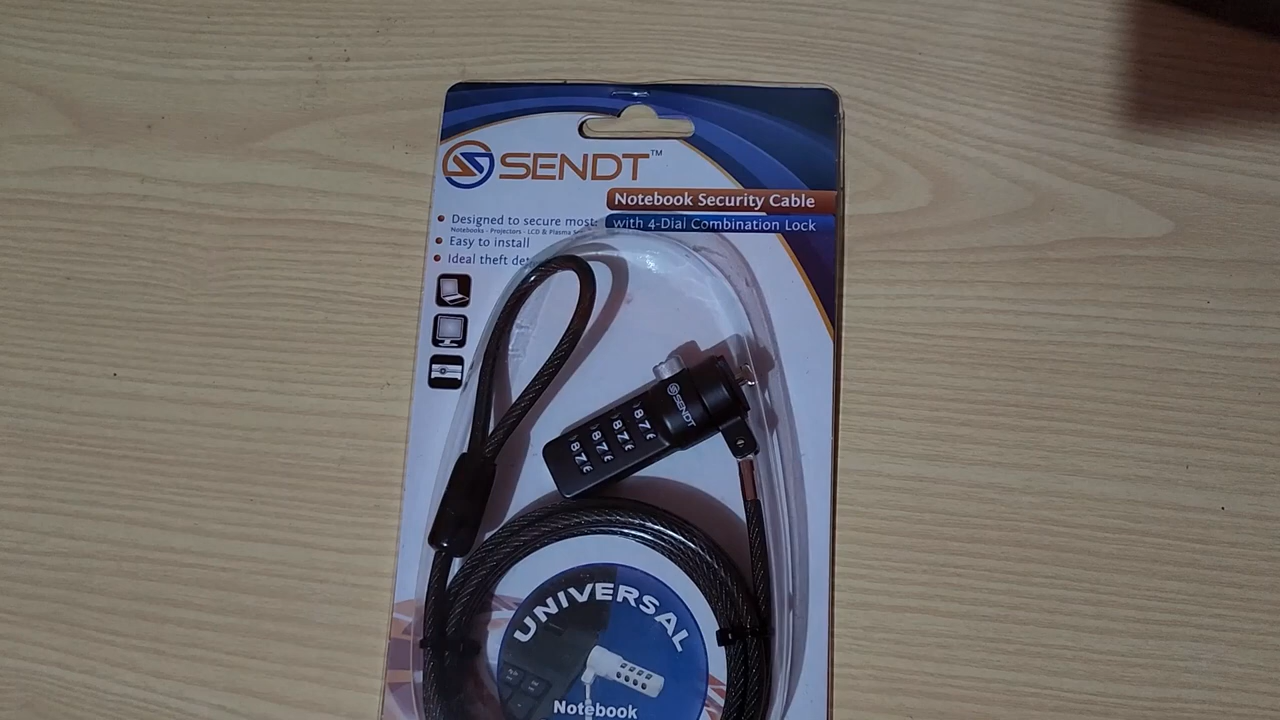 SENDT™
Notebook Security Cable
with 4-Dial Combination Lock
Designed to secure most:
Notebooks - Projectors - LCD & Plasma
Easy to install
Ideal theft
SENDT
UNIVERSAL
Notebook